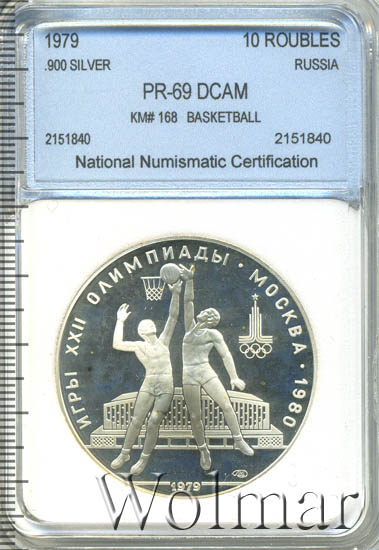 1979 10 ROUBLES
.900 SILVER RUSSIA
PR-69 DCAM
KM# 168 BASKETBALL
2151840 2151840
National Numismatic Certification
ИГРЫ XXII ОЛИМПИАДЫ • МОСКВА • 1980
1979
Wolmar